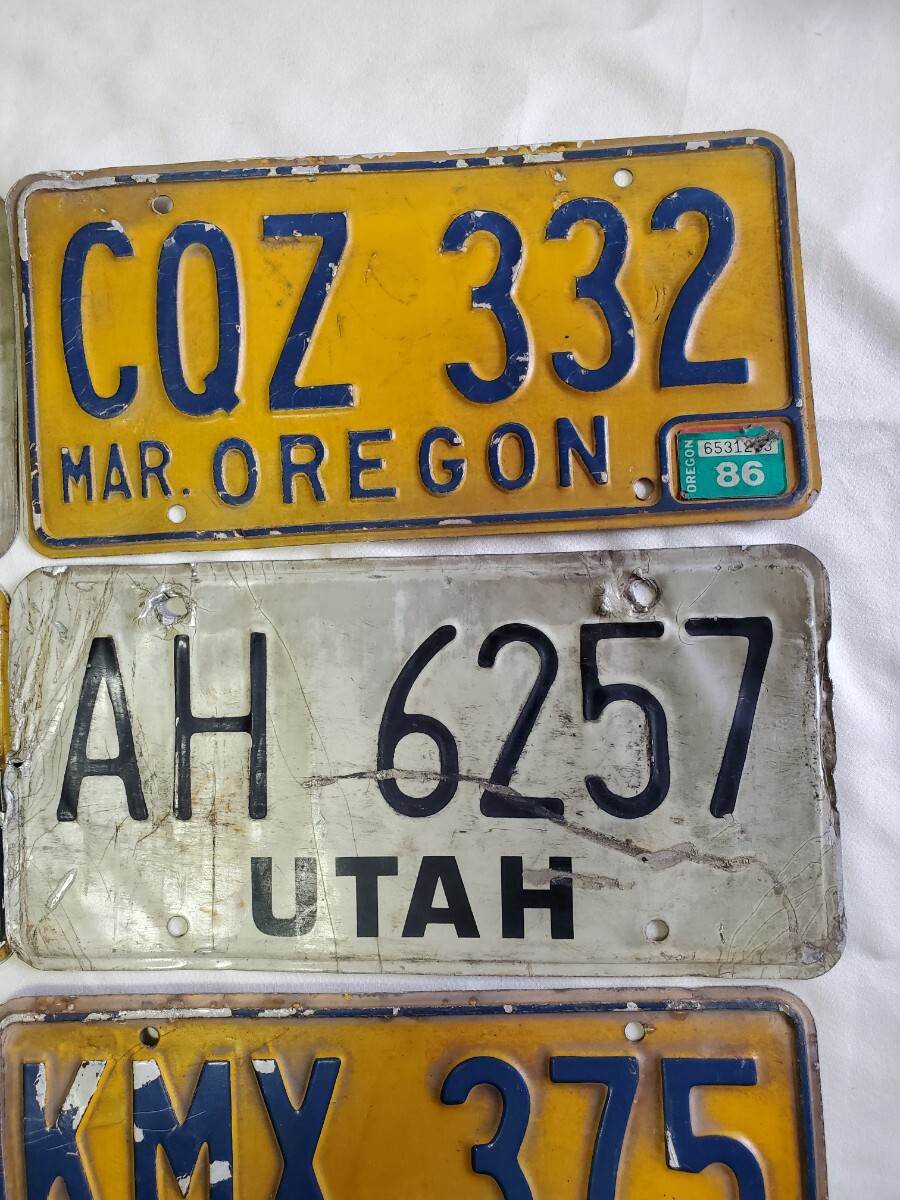 CQZ 332
MAR. OREGON
OREGON
86
AH 6257
UTAH
KMX 375